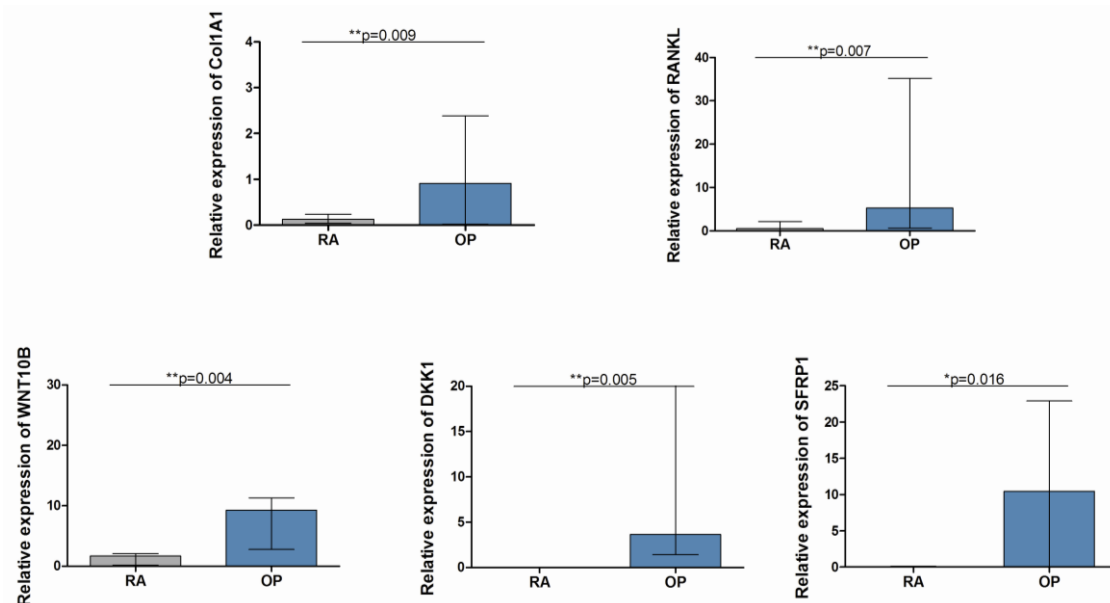 Relative expression of Col1A1
**p=0.009
4
3
2
1
0
RA
OP
Relative expression of RANKL
**p=0.007
40
30
20
10
0
RA
OP
Relative expression of WNT10B
**p=0.004
30
20
10
0
RA
OP
Relative expression of DKK1
**p=0.005
20
15
10
5
0
RA
OP
Relative expression of SFRP1
*p=0.016
25
20
15
10
5
0
RA
OP